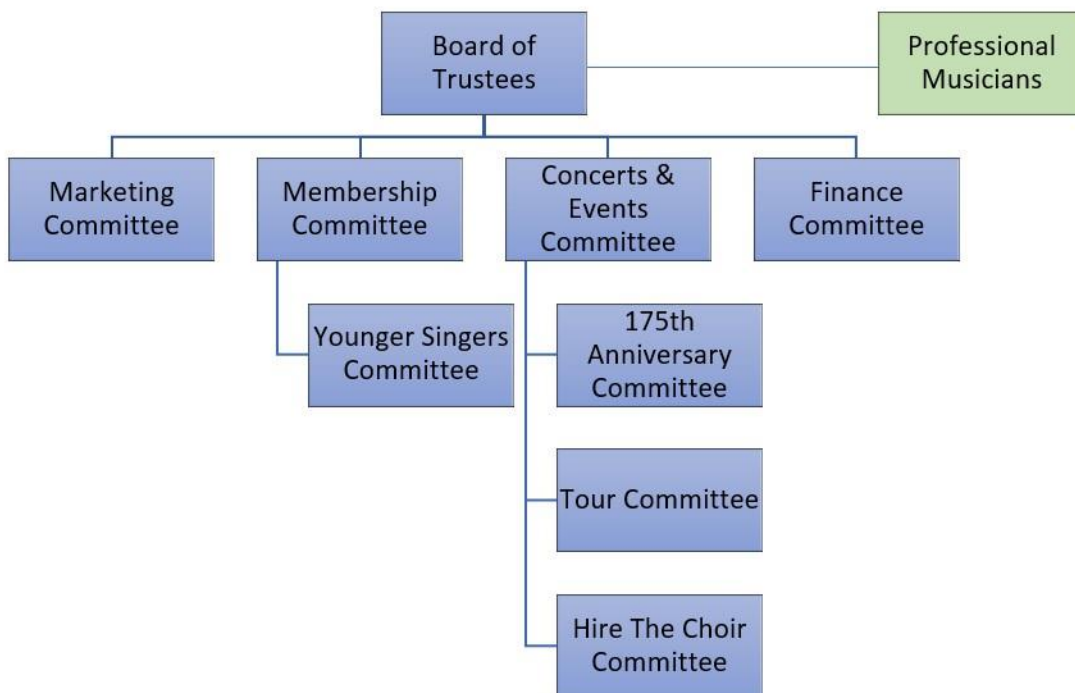 Board of
Trustees
Professional
Musicians
Marketing
Committee
Membership
Committee
Concerts &
Events
Committee
Finance
Committee
Younger Singers
Committee
175th
Anniversary
Committee
Tour Committee
Hire The Choir
Committee